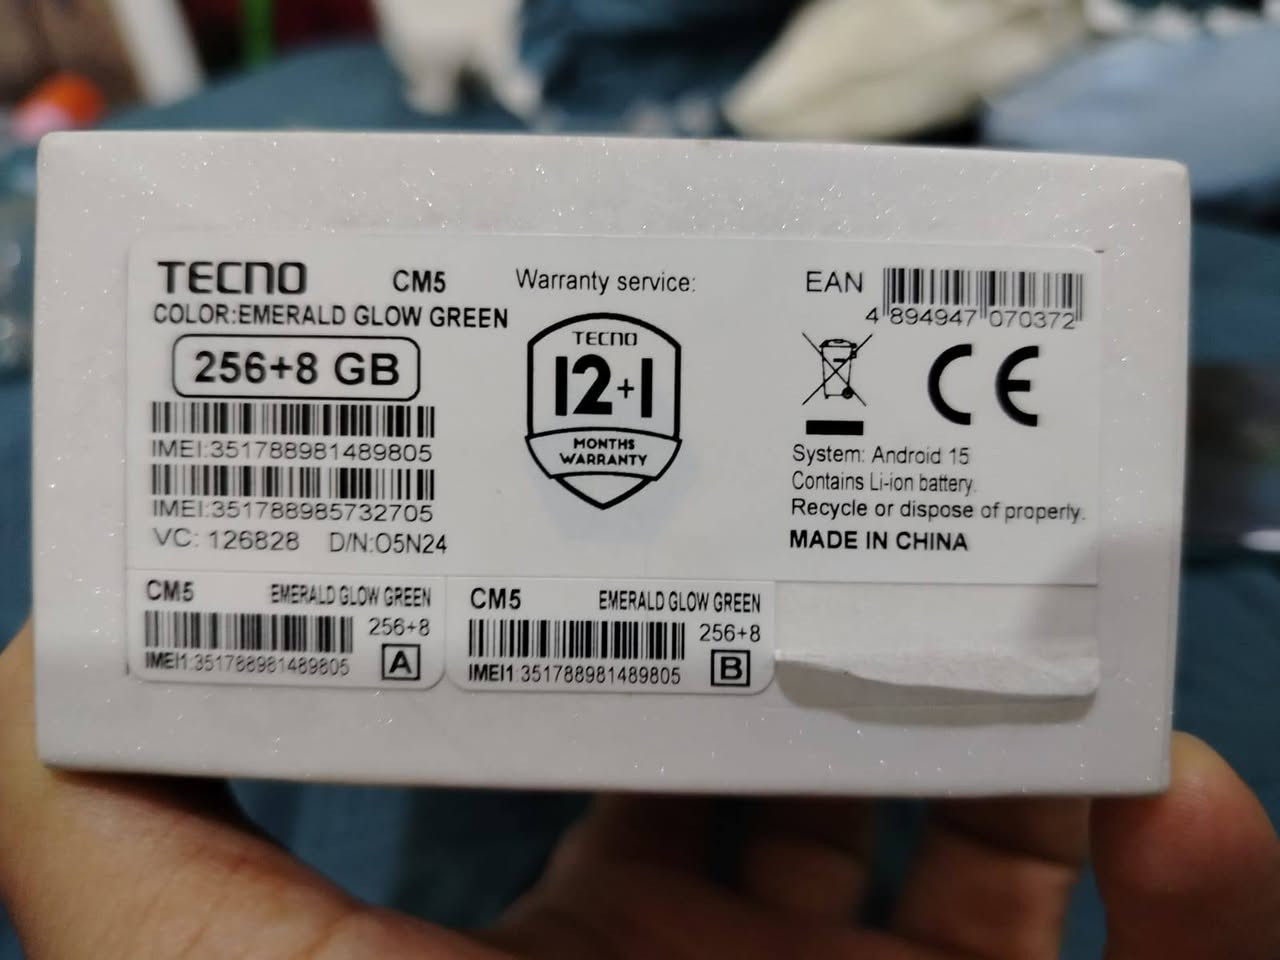 TECNO CM5
COLOR:EMERALD GLOW GREEN
256+8 GB
IMEI:351788981489805
IMEI:351788985732705
VC: 126828 D/N:O5N24
Warranty service:
TECNO
12+1
MONTHS
WARRANTY
EAN
4 894947 070372
CE
System: Android 15
Contains Li-ion battery.
Recycle or dispose of properly.
MADE IN CHINA
CM5 EMERALD GLOW GREEN
256+8
IMEI1:351788981489805 A
CM5 EMERALD GLOW GREEN
256+8
IMEI1:351788981489805 B